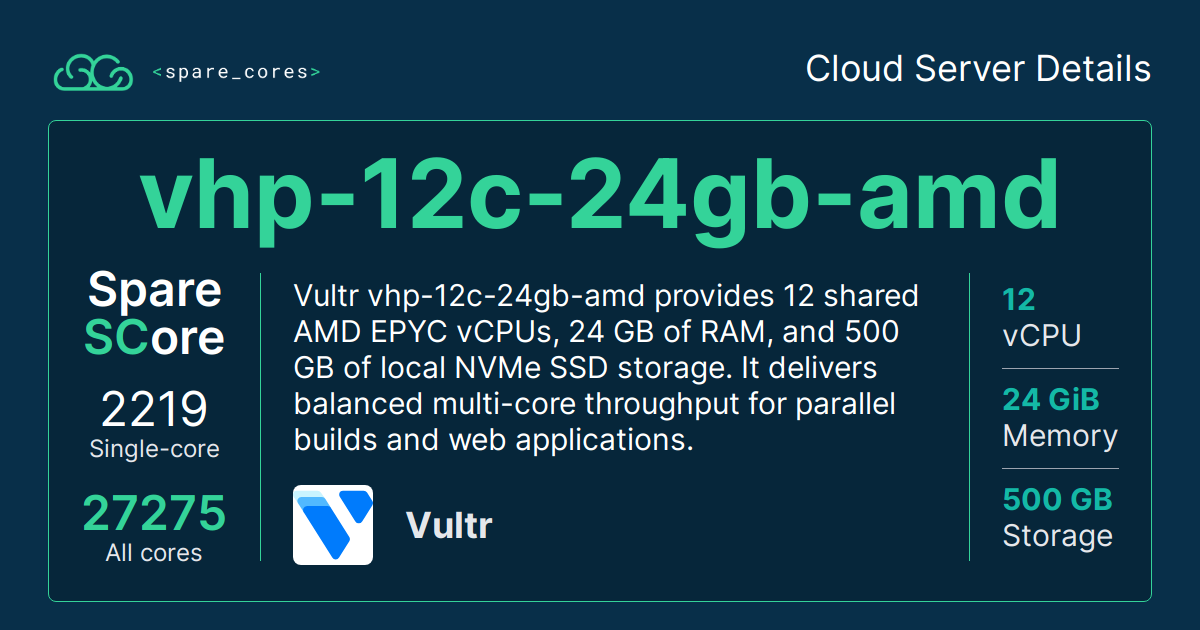 <spare_cores>
Cloud Server Details
vhp-12c-24gb-amd
Spare
SCore
2219
Single-core
27275
All cores
Vultr vhp-12c-24gb-amd provides 12 shared
AMD EPYC vCPUs, 24 GB of RAM, and 500
GB of local NVMe SSD storage. It delivers
balanced multi-core throughput for parallel
builds and web applications.
Vultr
12
vCPU
24 GiB
Memory
500 GB
Storage